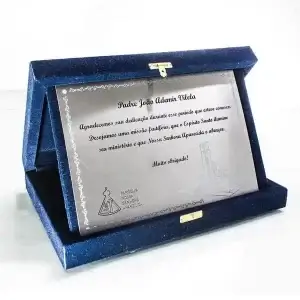 Padre João Ademir Vilela
Agradecemos sua dedicação durante esse período que esteve conosco.
Desejamos uma missão frutífera, que o Espírito Santo ilumine
seu ministério e que Nossa Senhora Aparecida o abençoe.
Muito obrigado!